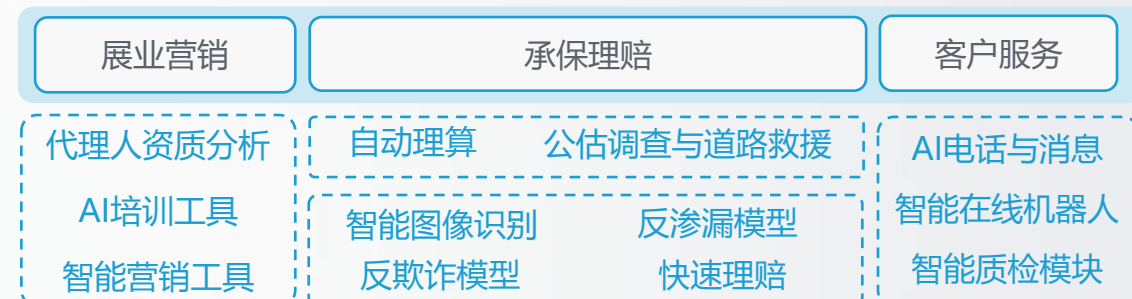 展业营销
承保理赔
客户服务
代理人资质分析
AI培训工具
智能营销工具
自动理算
公估调查与道路救援
智能图像识别
反渗漏模型
反欺诈模型
快速理赔
AI电话与消息
智能在线机器人
智能质检模块